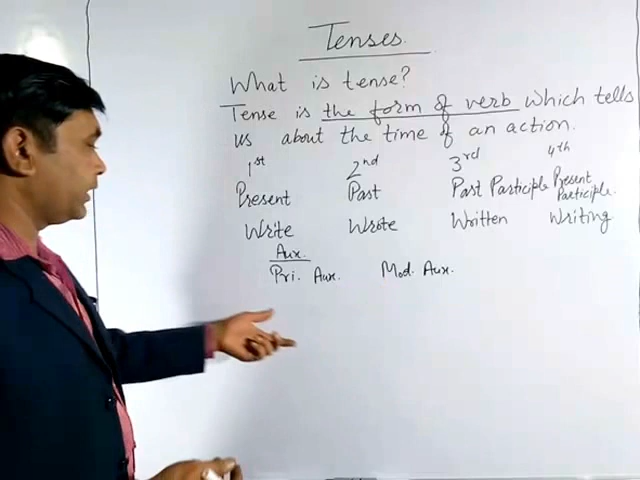 Tenses.
What is tense?
Tense is the form of verb which tells
us about the time of an action.
1st 2nd 3rd 4th
Present Past Past Participle Present Participle.
Write Wrote Written Writing
Aux.
Pri. Aux. Mod. Aux.